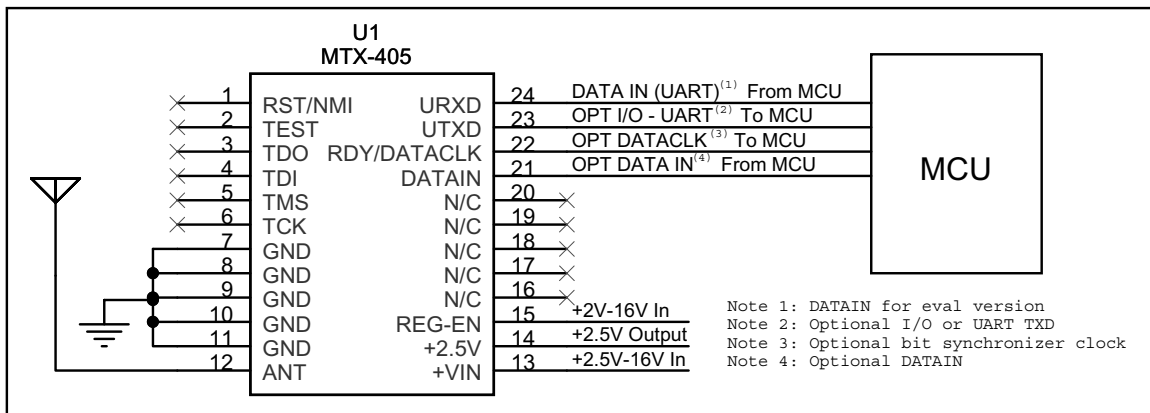 U1
MTX-405
1 RST/NMI URXD 24 DATA IN (UART)(1) From MCU
2 TEST UTXD 23 OPT I/O - UART(2) To MCU
3 TDO RDY/DATACLK 22 OPT DATACLK(3) To MCU
4 TDI DATAIN 21 OPT DATA IN(4) From MCU
5 TMS N/C 20
6 TCK N/C 19
7 GND N/C 18
8 GND N/C 17
9 GND N/C 16
10 GND REG-EN 15 +2V-16V In
11 GND +2.5V 14 +2.5V Output
12 ANT +VIN 13 +2.5V-16V In
MCU
Note 1: DATAIN for eval version
Note 2: Optional I/O or UART TXD
Note 3: Optional bit synchronizer clock
Note 4: Optional DATAIN